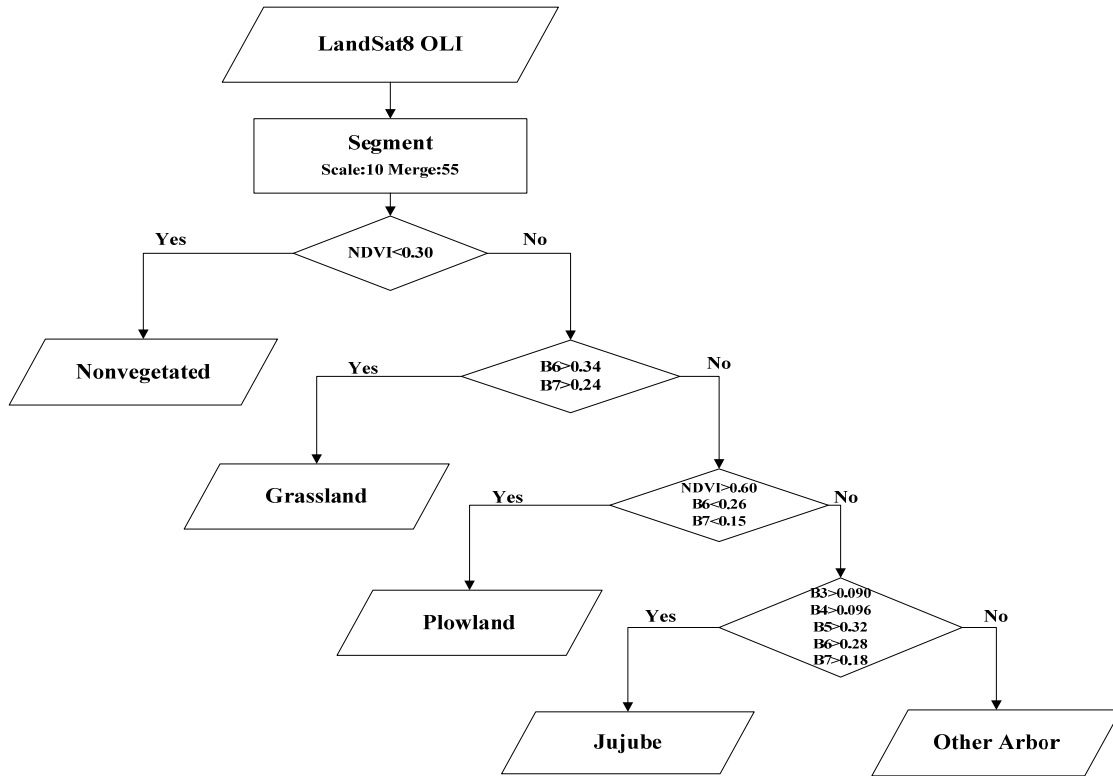 LandSat8 OLI
Segment
Scale:10 Merge:55
Yes
NDVI<0.30
No
Nonvegetated
Yes
B6>0.34
B7>0.24
No
Grassland
Yes
NDVI>0.60
B6<0.26
B7<0.15
No
Plowland
Yes
B3>0.090
B4>0.096
B5>0.32
B6>0.28
B7>0.18
No
Jujube
Other Arbor